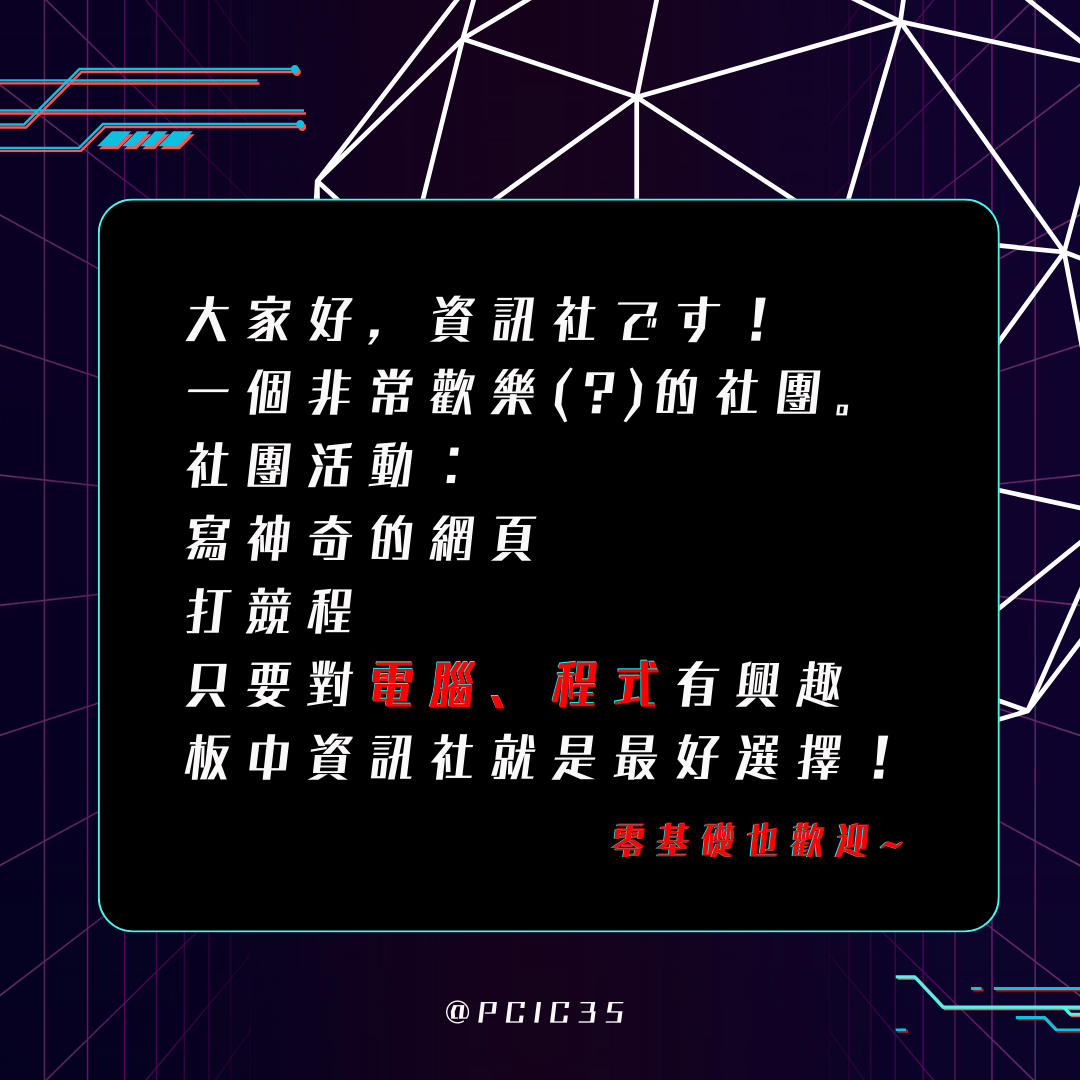 大家好，資訊社です！
一個非常歡樂(?)的社團。
社團活動：
寫神奇的網頁
打競程
只要對電腦、程式有興趣
板中資訊社就是最好選擇！
零基礎也歡迎~
@PCIC35